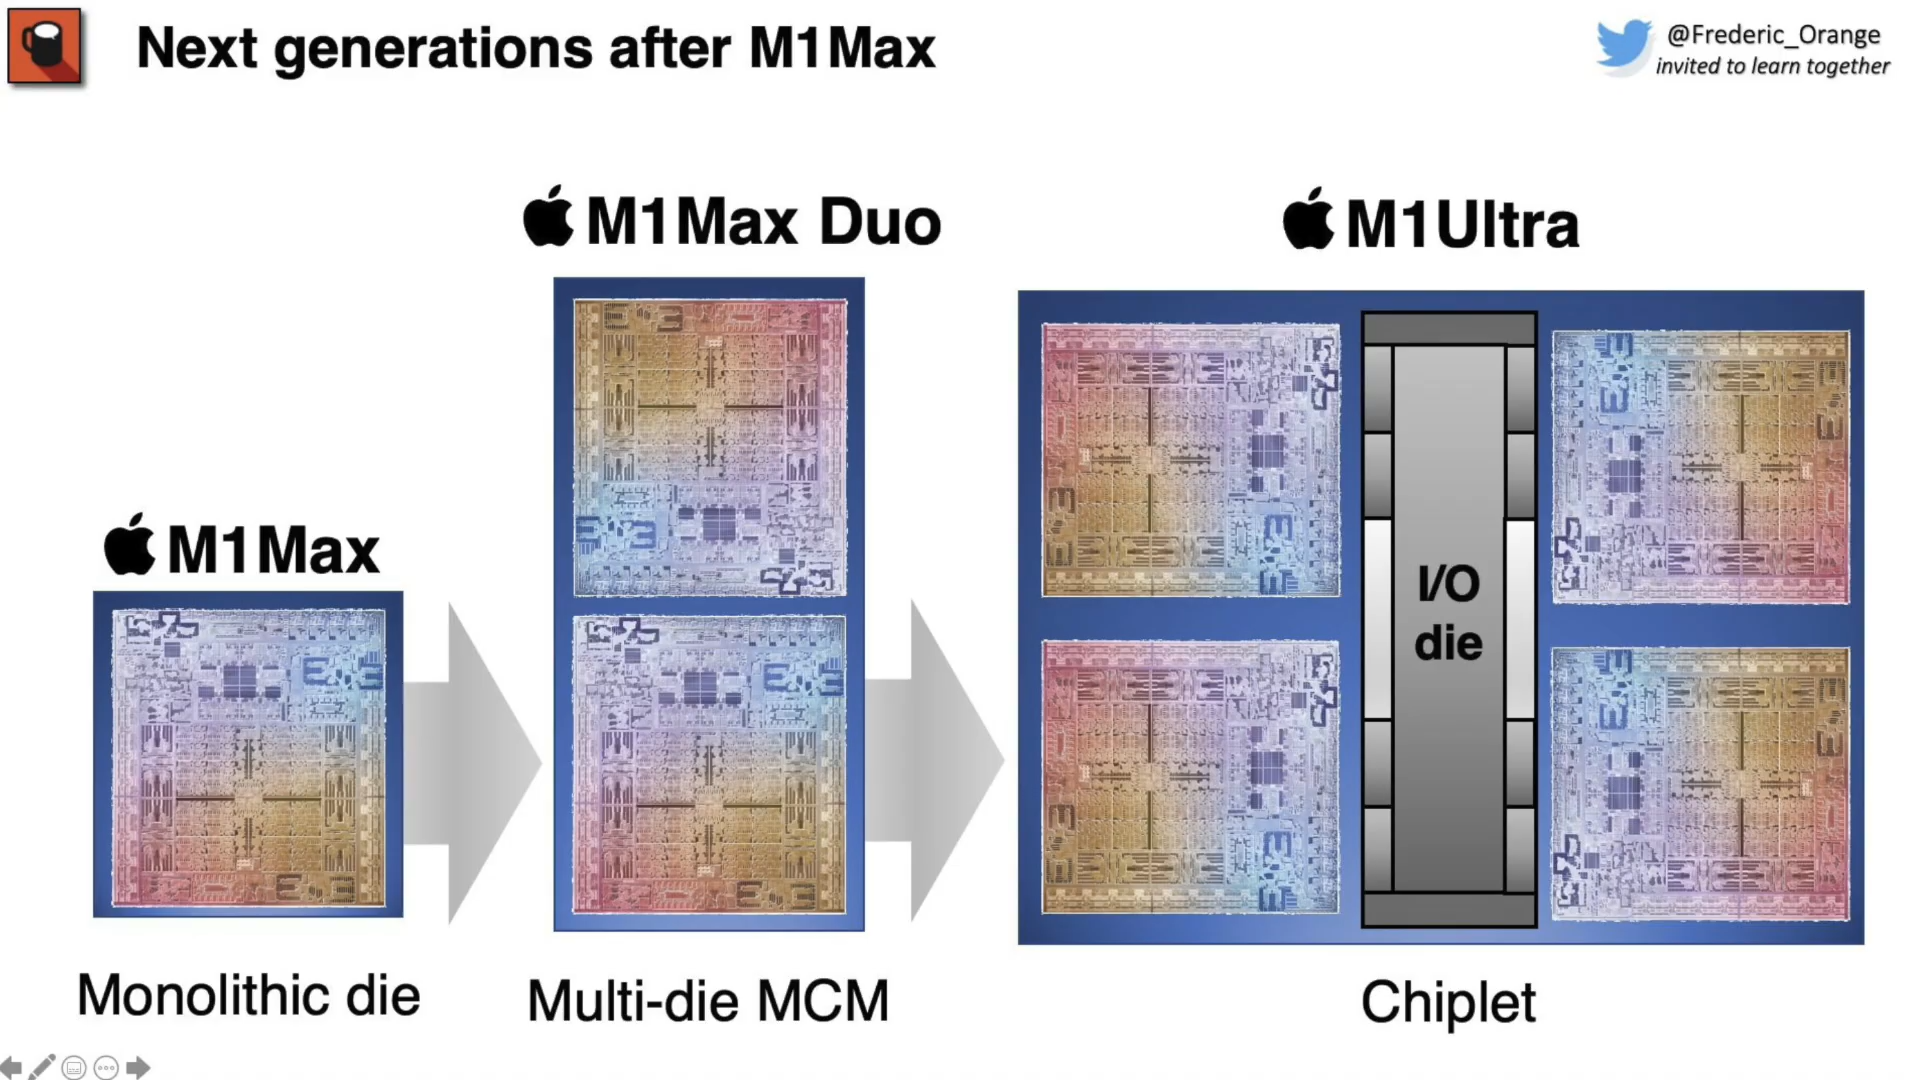 Next generations after M1Max
@Frederic_Orange
invited to learn together
M1Max Duo
M1Ultra
M1Max
I/O
die
Monolithic die
Multi-die MCM
Chiplet